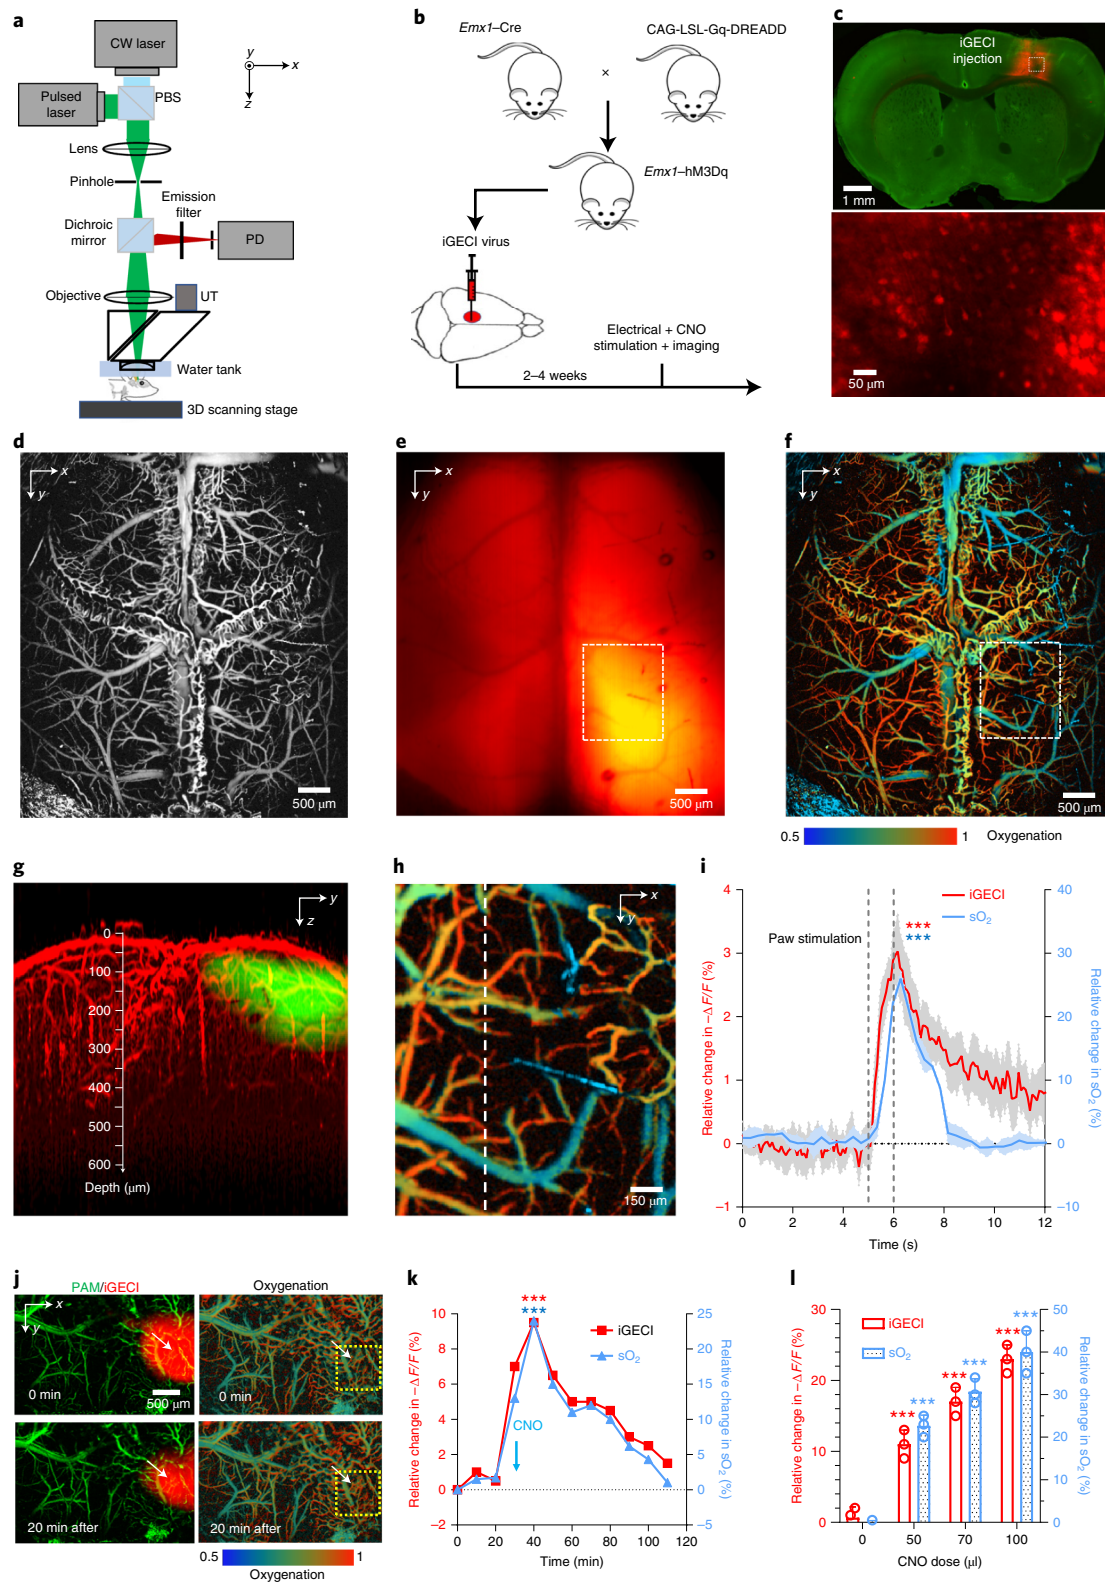 a
CW laser
Pulsed
laser
PBS
y
x
z
Lens
Pinhole
Emission
filter
Dichroic
mirror
PD
Objective
UT
Water tank
3D scanning stage
b
Emx1–Cre
CAG-LSL-Gq-DREADD
×
Emx1–hM3Dq
iGECI virus
Electrical + CNO
stimulation + imaging
2–4 weeks
c
iGECI
injection
1 mm
50 μm
d
x
y
500 μm
e
x
y
500 μm
f
x
y
500 μm
0.5
1
Oxygenation
g
y
z
0
100
200
300
400
500
600
Depth (μm)
h
x
y
150 μm
i
4
3
2
1
0
–1
Relative change in –ΔF/F (%)
iGECI
sO₂
***
***
Paw stimulation
40
30
20
10
0
–10
Relative change in sO₂ (%)
0
2
4
6
8
10
12
Time (s)
j
PAM/iGECI
Oxygenation
x
y
0 min
500 μm
0 min
20 min after
20 min after
0.5
1
Oxygenation
k
10
8
6
4
2
0
–2
Relative change in –ΔF/F (%)
***
***
iGECI
sO₂
CNO
25
20
15
10
5
0
–5
Relative change in sO₂ (%)
0
20
40
60
80
100
120
Time (min)
l
30
20
10
0
Relative change in –ΔF/F (%)
iGECI
sO₂
***
***
***
***
***
***
50
40
30
20
10
0
Relative change in sO₂ (%)
0
50
70
100
CNO dose (μl)